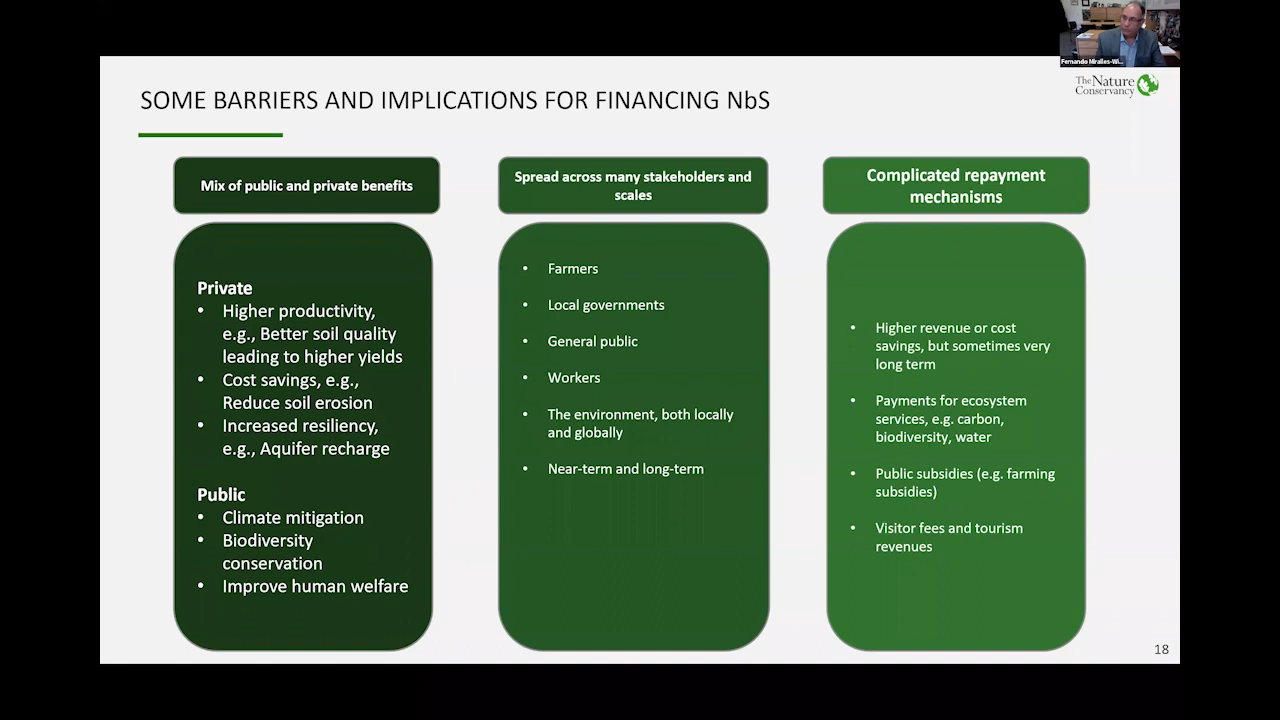 Fernando Miralles-Wi...
The Nature
Conservancy
SOME BARRIERS AND IMPLICATIONS FOR FINANCING NbS
Mix of public and private benefits
Private
• Higher productivity,
e.g., Better soil quality
leading to higher yields
• Cost savings, e.g.,
Reduce soil erosion
• Increased resiliency,
e.g., Aquifer recharge
Public
• Climate mitigation
• Biodiversity
conservation
• Improve human welfare
Spread across many stakeholders and
scales
• Farmers
• Local governments
• General public
• Workers
• The environment, both locally
and globally
• Near-term and long-term
Complicated repayment
mechanisms
• Higher revenue or cost
savings, but sometimes very
long term
• Payments for ecosystem
services, e.g. carbon,
biodiversity, water
• Public subsidies (e.g. farming
subsidies)
• Visitor fees and tourism
revenues
18